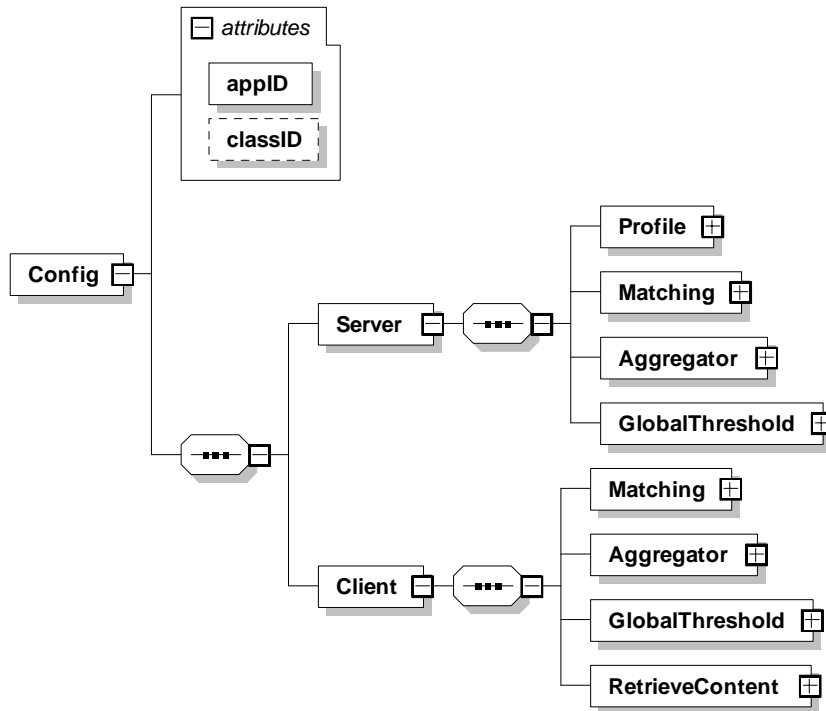 attributes
appID
classID
Config
Server
Profile
Matching
Aggregator
GlobalThreshold
Client
Matching
Aggregator
GlobalThreshold
RetrieveContent